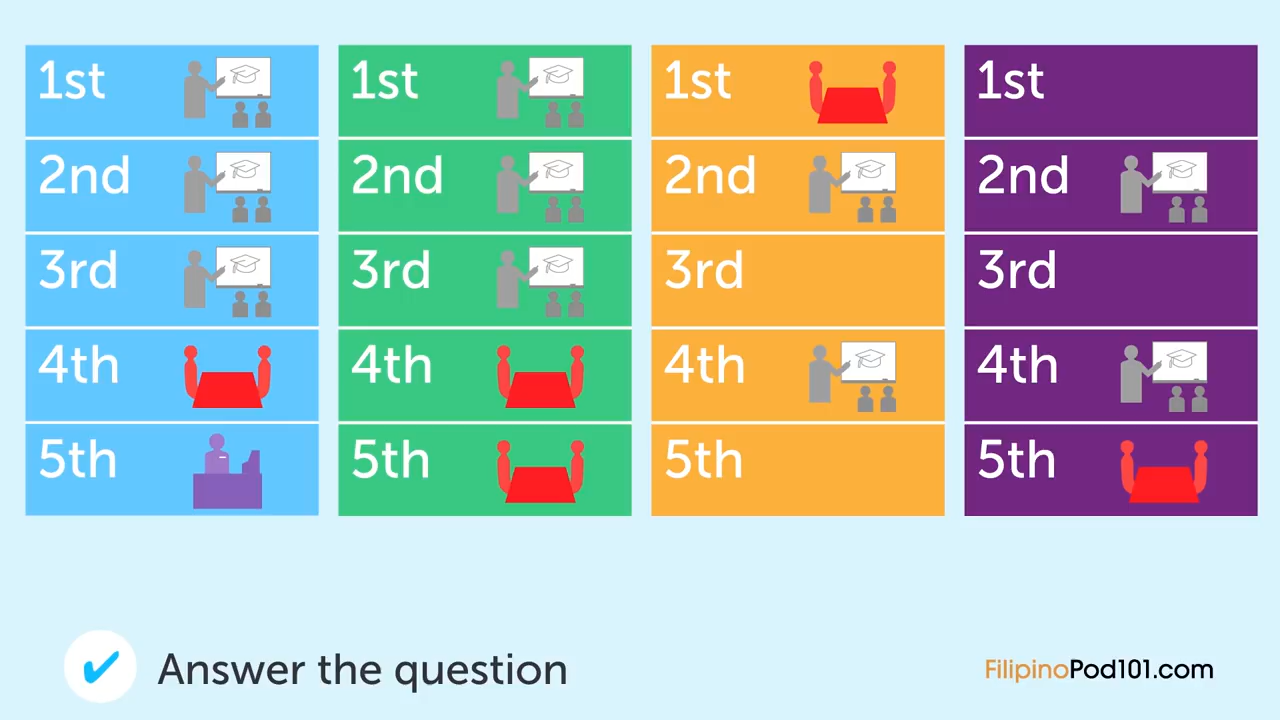 1st
2nd
3rd
4th
5th
1st
2nd
3rd
4th
5th
1st
2nd
3rd
4th
5th
1st
2nd
3rd
4th
5th
✔ Answer the question
FilipinoPod101.com